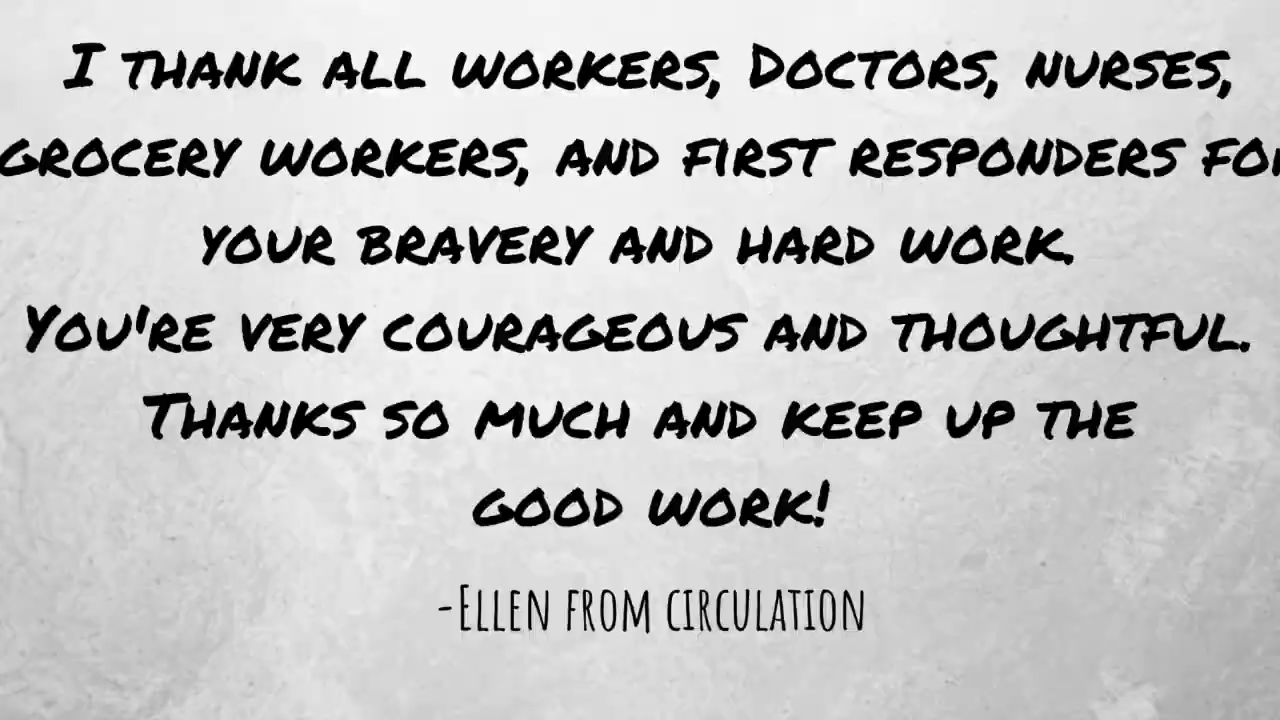 I thank all workers, Doctors, nurses,
grocery workers, and first responders for
your bravery and hard work.
You're very courageous and thoughtful.
Thanks so much and keep up the
good work!
-Ellen from circulation